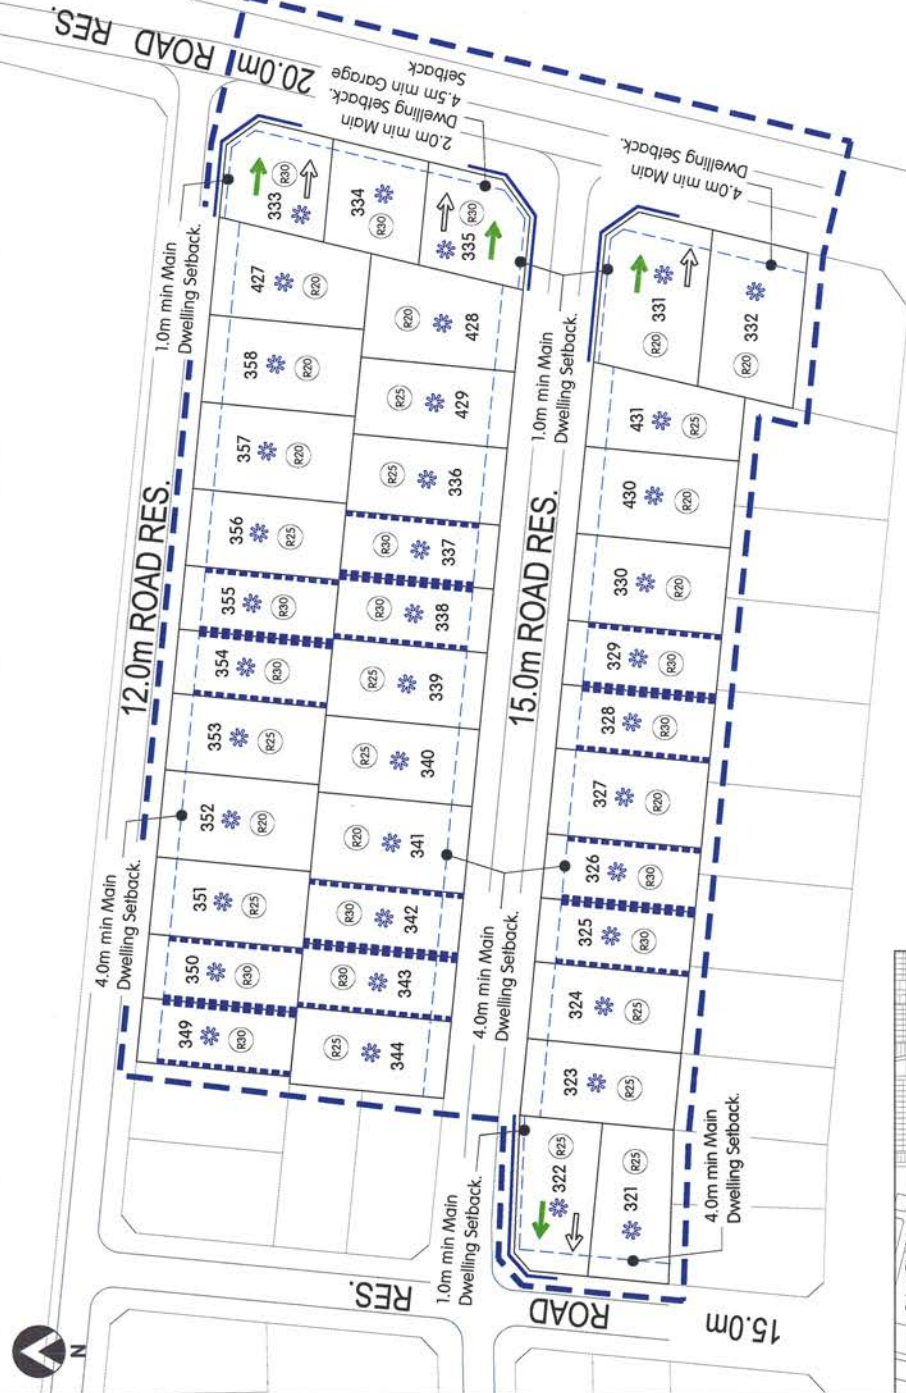 20.0m ROAD RES.
2.0m min Main
Dwelling Setback.
4.5m min Garage
Setback
4.0m min Main
Dwelling Setback.
1.0m min Main
Dwelling Setback.
12.0m ROAD RES.
4.0m min Main
Dwelling Setback.
349
R30
350
R30
351
R25
352
R20
353
R25
354
R30
355
R30
356
R25
357
R20
358
R20
427
R20
333
R30
334
R30
335
R30
344
R25
343
R30
342
R30
341
R20
340
R25
339
R25
338
R30
337
R30
336
R25
429
R25
428
R20
15.0m ROAD RES.
1.0m min Main
Dwelling Setback.
4.0m min Main
Dwelling Setback.
1.0m min Main
Dwelling Setback.
322
R25
321
R25
323
R25
324
R25
325
R30
326
R30
327
R20
328
R30
329
R30
330
R20
430
R20
431
R25
331
R20
332
R20
4.0m min Main
Dwelling Setback.
15.0m ROAD RES.
N